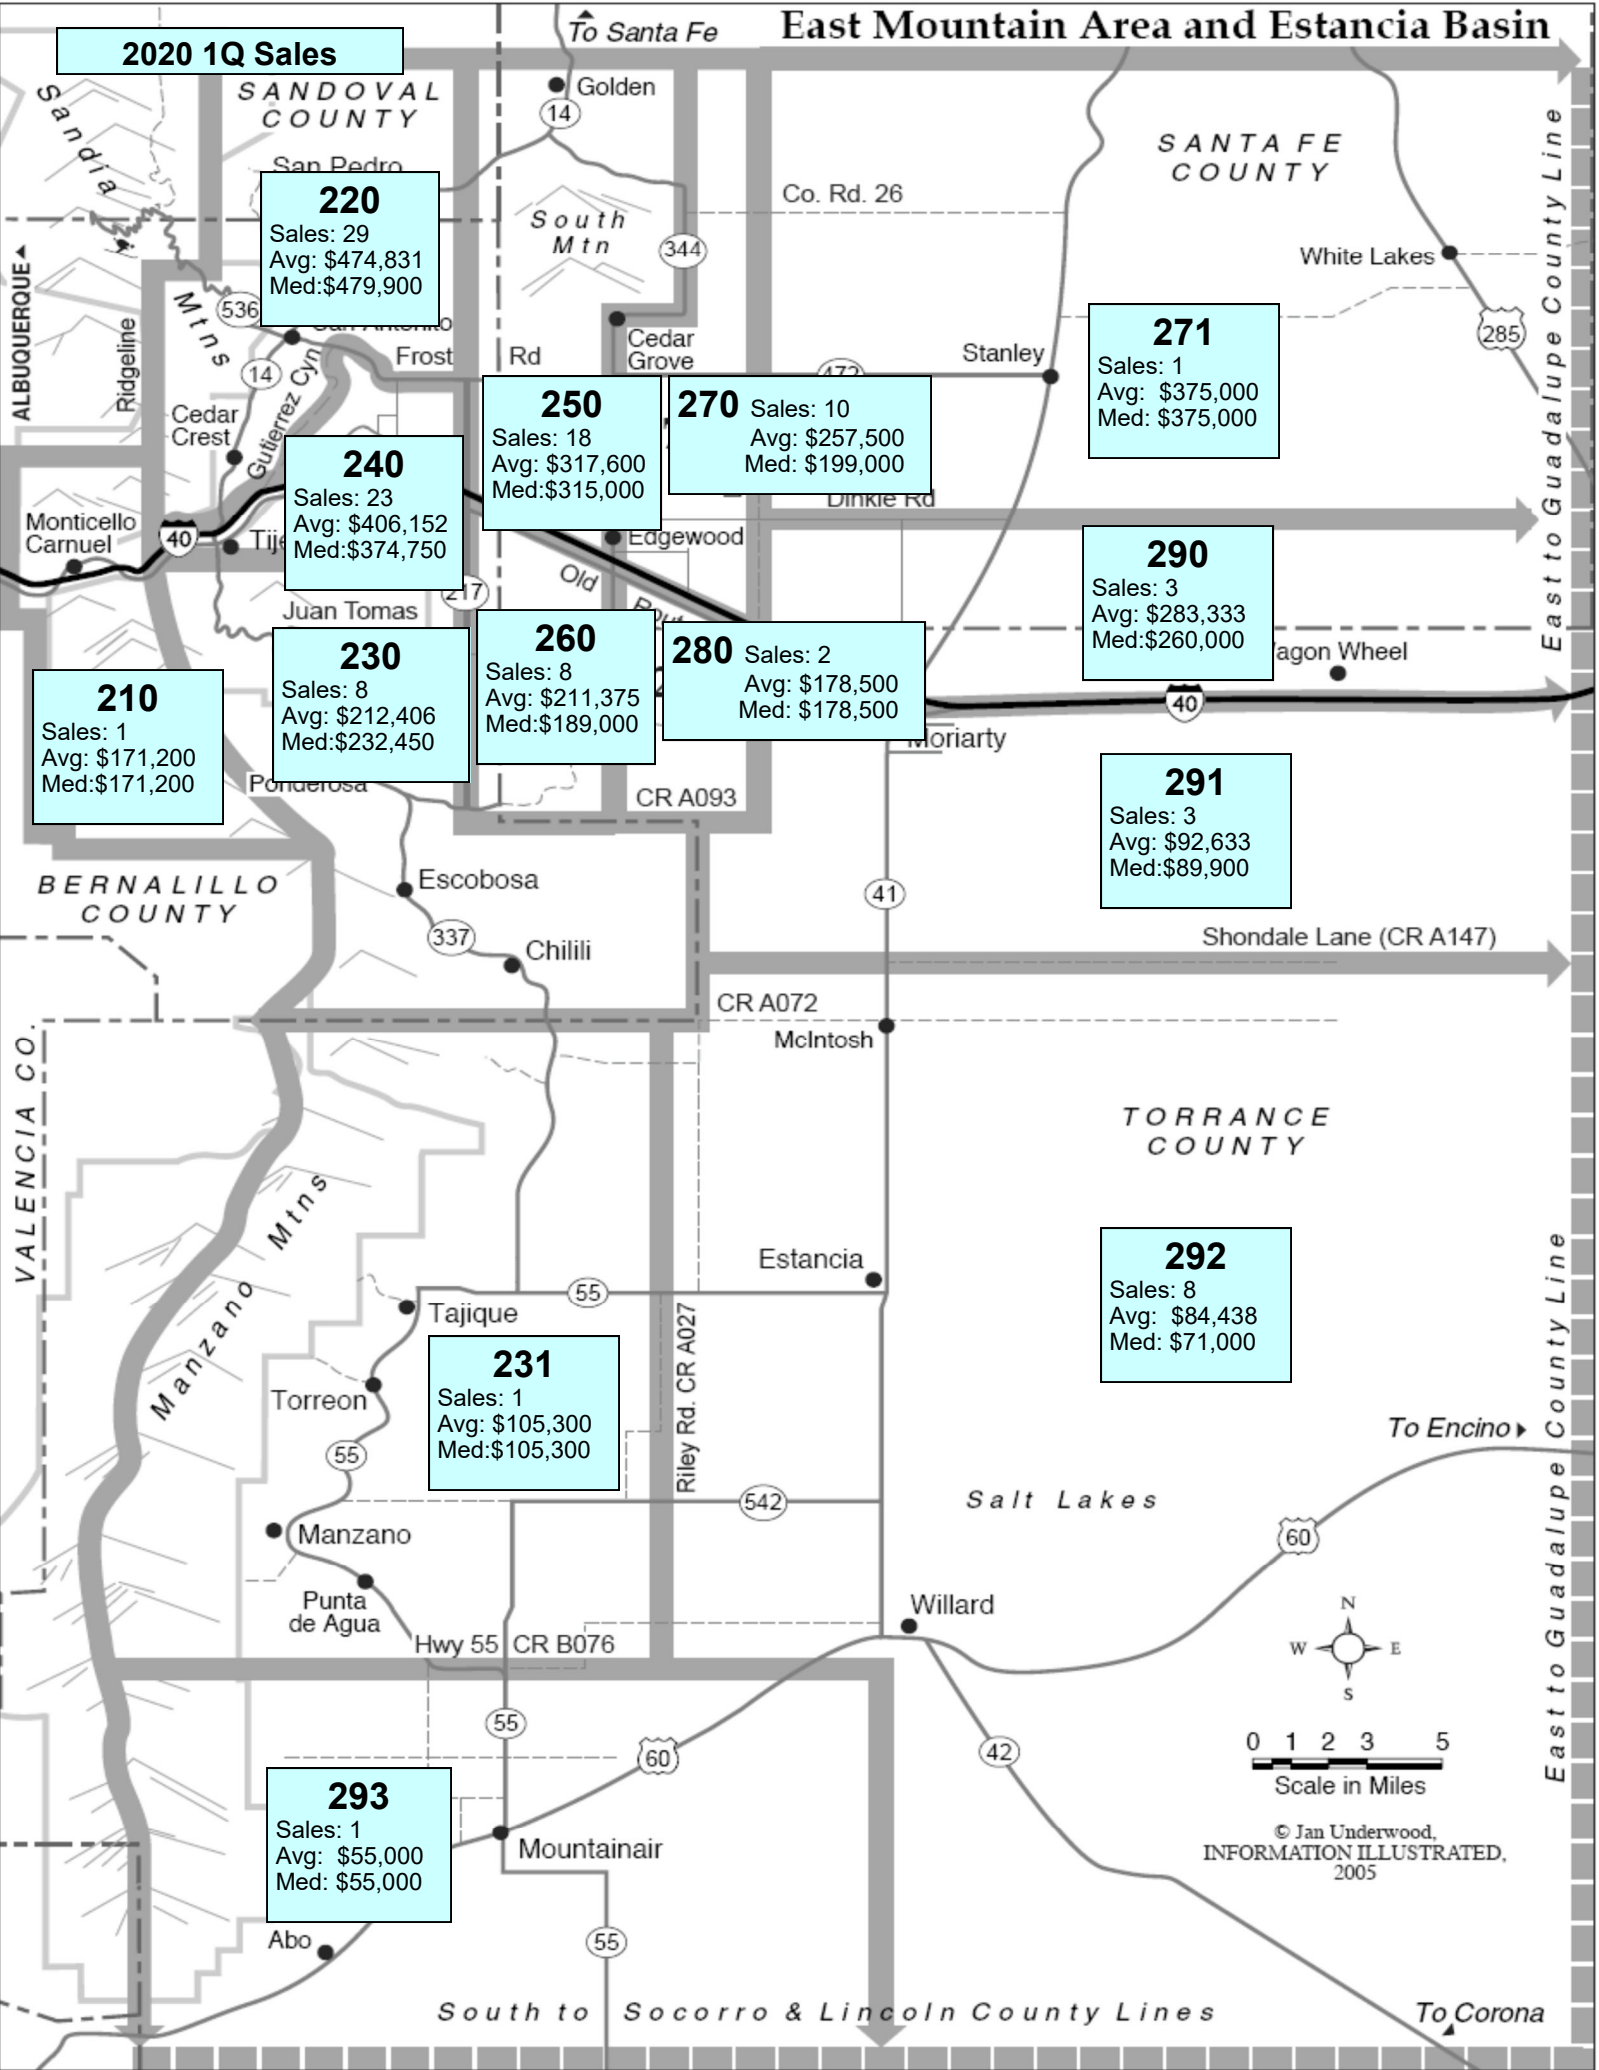 East Mountain Area and Estancia Basin
2020 1Q Sales
To Santa Fe
Golden
14
SANDOVAL
COUNTY
Sandia
Mtns
San Pedro
SANTA FE
COUNTY
Co. Rd. 26
South
Mtn
344
White Lakes
285
East to Guadalupe County Line
220
Sales: 29
Avg: $474,831
Med:$479,900
ALBUQUERQUE
Ridgeline
536
San Antonito
Frost Rd
14
Gutierrez Cyn
Cedar
Crest
Cedar
Grove
472
Stanley
271
Sales: 1
Avg: $375,000
Med: $375,000
250
Sales: 18
Avg: $317,600
Med:$315,000
270 Sales: 10
Avg: $257,500
Med: $199,000
Dinkle Rd
240
Sales: 23
Avg: $406,152
Med:$374,750
Monticello
Carnuel
40
Tije
Edgewood
Old
217
Juan Tomas
290
Sales: 3
Avg: $283,333
Med:$260,000
agon Wheel
40
Moriarty
210
Sales: 1
Avg: $171,200
Med:$171,200
230
Sales: 8
Avg: $212,406
Med:$232,450
260
Sales: 8
Avg: $211,375
Med:$189,000
280 Sales: 2
Avg: $178,500
Med: $178,500
Ponderosa
CR A093
291
Sales: 3
Avg: $92,633
Med:$89,900
BERNALILLO
COUNTY
Escobosa
337
Chilili
41
Shondale Lane (CR A147)
CR A072
McIntosh
VALENCIA CO.
TORRANCE
COUNTY
Manzano Mtns
Estancia
55
Tajique
Riley Rd. CR A027
292
Sales: 8
Avg: $84,438
Med: $71,000
231
Sales: 1
Avg: $105,300
Med:$105,300
Torreon
55
East to Guadalupe County Line
To Encino
Salt Lakes
542
60
Manzano
Punta
de Agua
Willard
Hwy 55 CR B076
N
W E
S
55
60
42
0 1 2 3 5
Scale in Miles
293
Sales: 1
Avg: $55,000
Med: $55,000
Mountainair
© Jan Underwood,
INFORMATION ILLUSTRATED,
2005
Abo
55
South to Socorro & Lincoln County Lines
To Corona